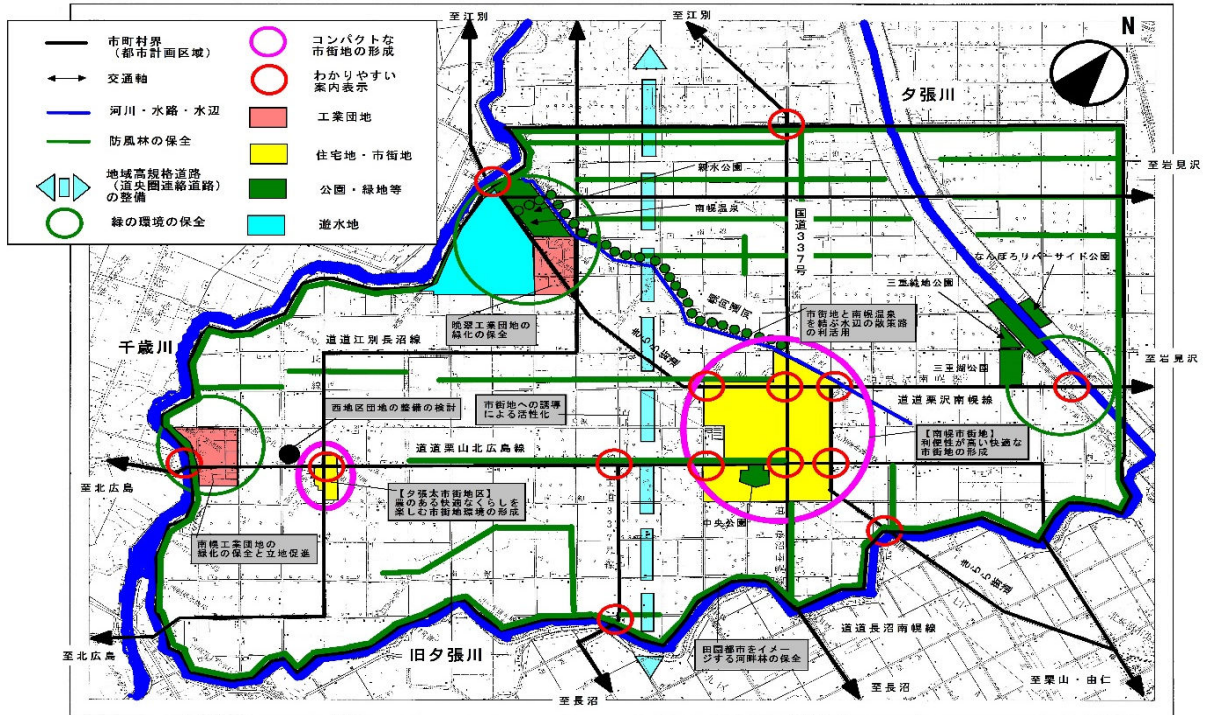 市町村界
（都市計画区域）
交通軸
河川・水路・水辺
防風林の保全
地域高規格道路
（道央圏連絡道路）
の整備
緑の環境の保全
コンパクトな
市街地の形成
わかりやすい
案内表示
工業団地
住宅地・市街地
公園・緑地等
遊水地
至江別
至江別
N
夕張川
至岩見沢
親水公園
南幌温泉
国道337号
なんぽろリバーサイド公園
三重緑地公園
晩翠工業団地の
緑化の保全
市街地と南幌温泉
を結ぶ水辺の散策路
の利活用
千歳川
道道江別長沼線
きらら街道
三重湖公園
至岩見沢
道道栗沢南幌線
西地区団地の整備の検討
市街地への誘導
による活性化
【南幌市街地】
利便性が高い快適な
市街地の形成
道道栗山北広島線
至北広島
【夕張太市街地区】
農のある快適なくらしを
楽しむ市街地環境の形成
中央公園
南幌工業団地の
緑化の保全と立地促進
きらら街道
道道長沼南幌線
至北広島
旧夕張川
田園都市をイメー
ジする河畔林の保全
至長沼
至長沼
至栗山・由仁